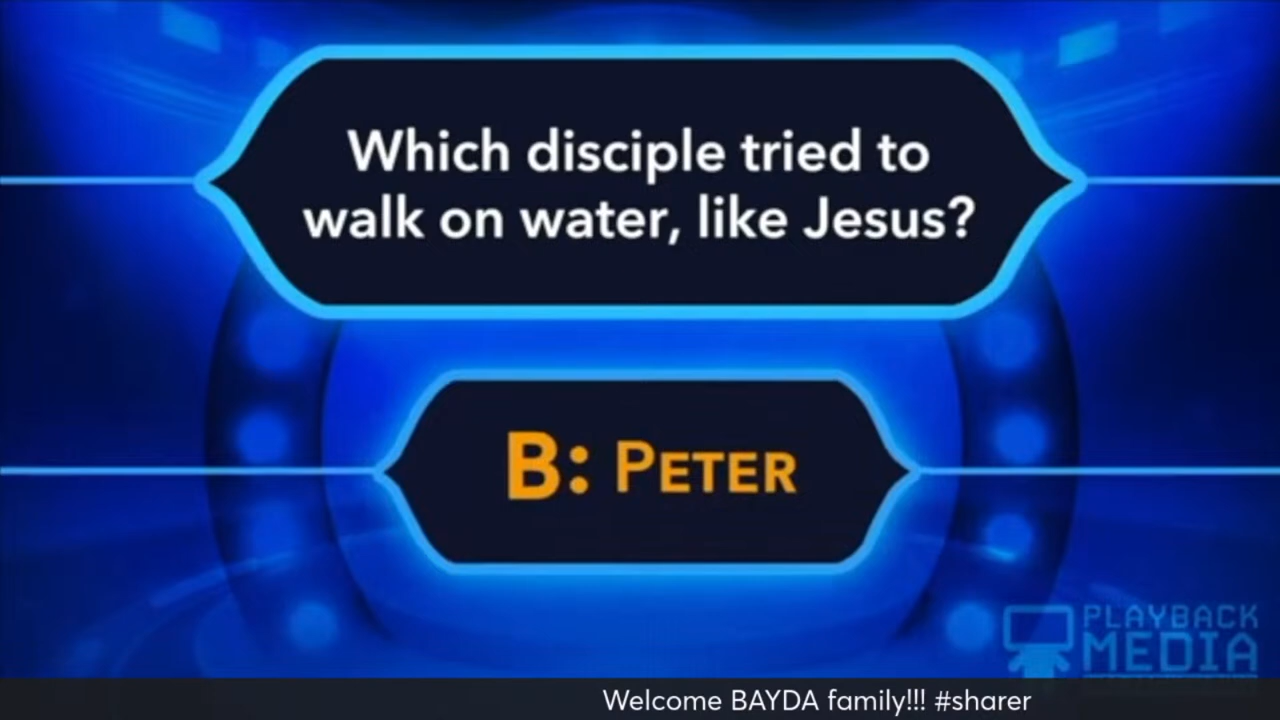 Which disciple tried to
walk on water, like Jesus?
B: PETER
PLAYBACK
MEDIA
Welcome BAYDA family!!! #sharer